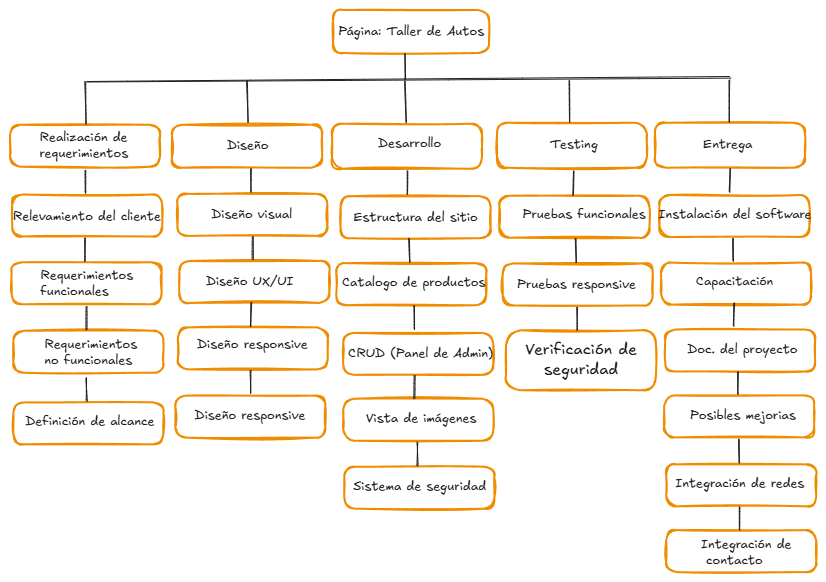 Página: Taller de Autos
Realización de
requerimientos
Diseño
Desarrollo
Testing
Entrega
Relevamiento del cliente
Diseño visual
Estructura del sitio
Pruebas funcionales
Instalación del software
Requerimientos
funcionales
Diseño UX/UI
Catalogo de productos
Pruebas responsive
Capacitación
Requerimientos
no funcionales
Diseño responsive
CRUD (Panel de Admin)
Verificación de
seguridad
Doc. del proyecto
Definición de alcance
Diseño responsive
Vista de imágenes
Posibles mejorias
Sistema de seguridad
Integración de redes
Integración de
contacto